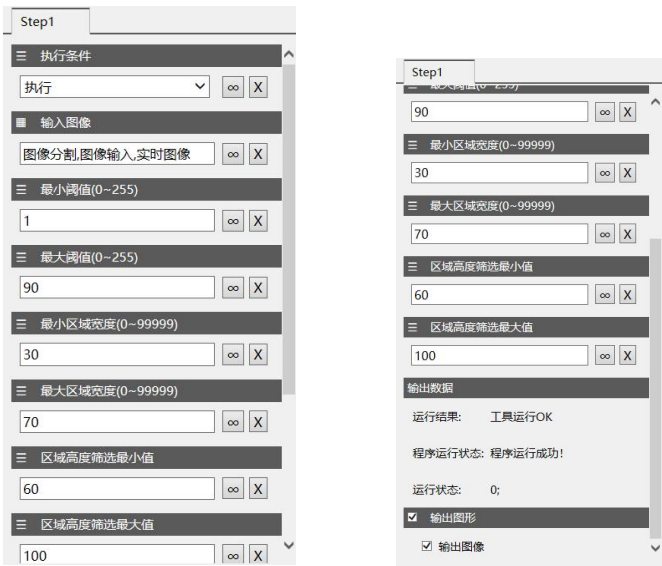 Step1
执行条件
执行
∞ X
输入图像
图像分割,图像输入,实时图像
∞ X
最小阈值(0~255)
1
∞ X
最大阈值(0~255)
90
∞ X
最小区域宽度(0~99999)
30
∞ X
最大区域宽度(0~99999)
70
∞ X
区域高度筛选最小值
60
∞ X
区域高度筛选最大值
100
∞ X
Step1
最大阈值(0~255)
90
∞ X
最小区域宽度(0~99999)
30
∞ X
最大区域宽度(0~99999)
70
∞ X
区域高度筛选最小值
60
∞ X
区域高度筛选最大值
100
∞ X
输出数据
运行结果: 工具运行OK
程序运行状态: 程序运行成功!
运行状态: 0;
输出图形
输出图像